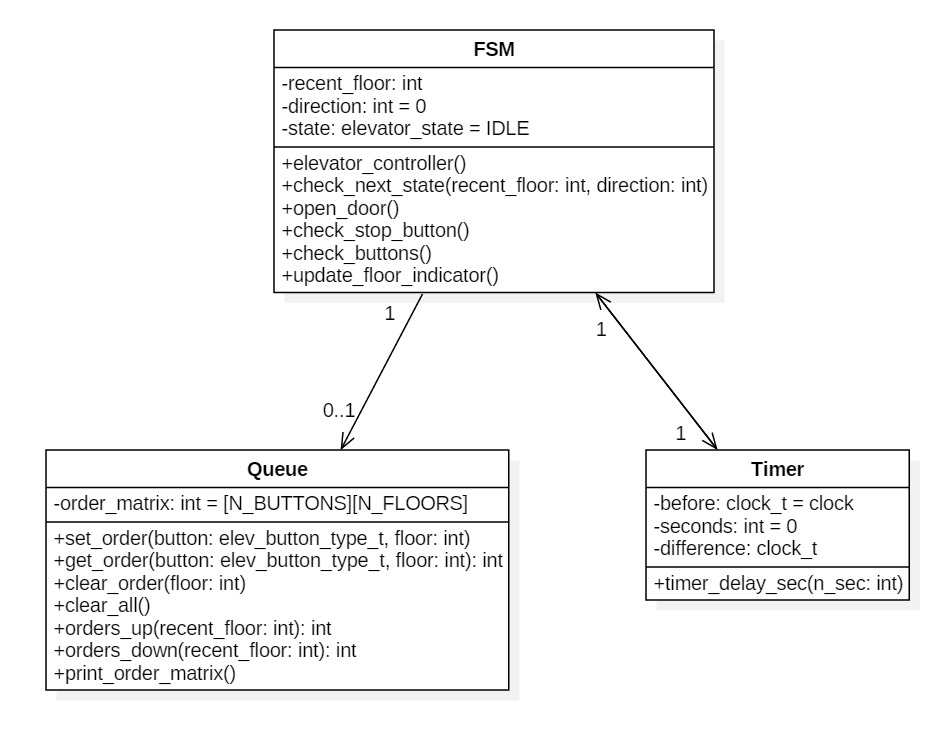 FSM
-recent_floor: int
-direction: int = 0
-state: elevator_state = IDLE
+elevator_controller()
+check_next_state(recent_floor: int, direction: int)
+open_door()
+check_stop_button()
+check_buttons()
+update_floor_indicator()
1
1
0..1
1
Queue
-order_matrix: int = [N_BUTTONS][N_FLOORS]
+set_order(button: elev_button_type_t, floor: int)
+get_order(button: elev_button_type_t, floor: int): int
+clear_order(floor: int)
+clear_all()
+orders_up(recent_floor: int): int
+orders_down(recent_floor: int): int
+print_order_matrix()
Timer
-before: clock_t = clock
-seconds: int = 0
-difference: clock_t
+timer_delay_sec(n_sec: int)